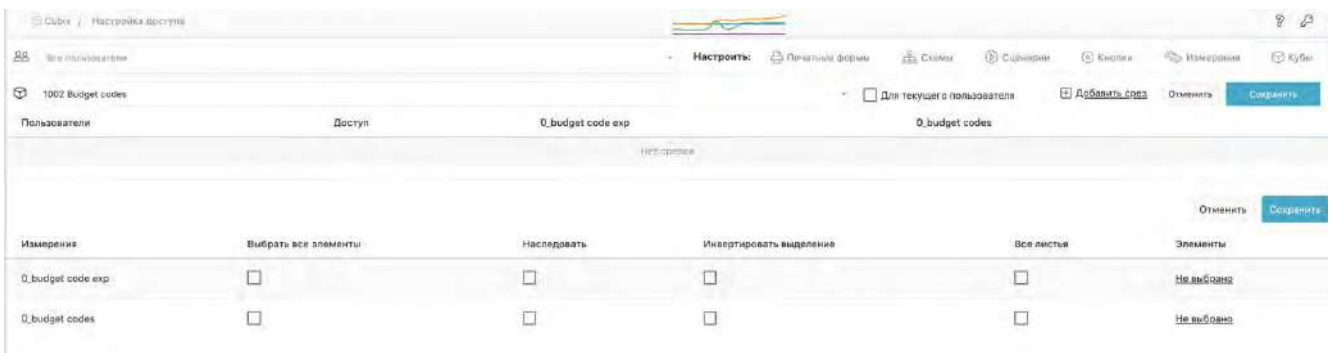 Cubix / Настройка доступа
Все пользователи
Настроить: Печатные формы Схемы Сценарии Кнопки Измерения Кубы
1002 Budget codes
Для текущего пользователя Добавить срез Отменить Сохранить
Пользователи Доступ 0_budget code exp 0_budget codes
Нет срезов
Отменить Сохранить
Измерения Выбрать все элементы Наследовать Инвертировать выделение Все листья Элементы
0_budget code exp Не выбрано
0_budget codes Не выбрано